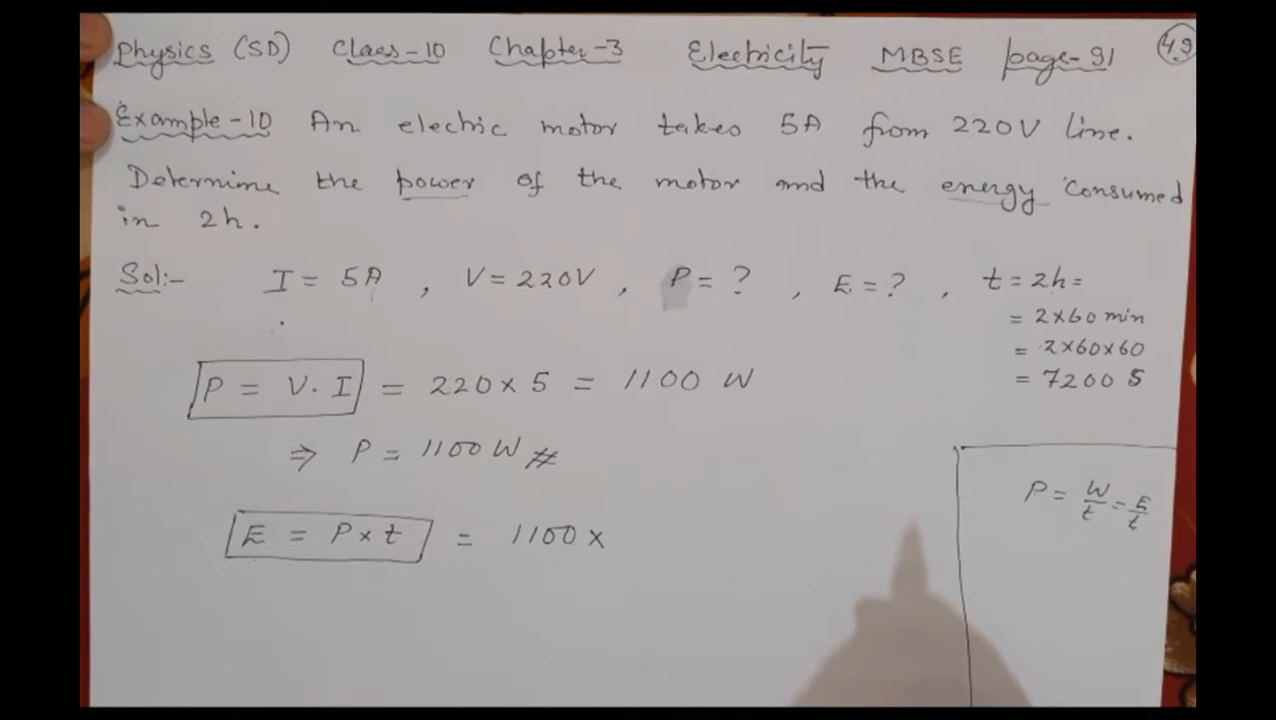 Physics (SD) Class-10 Chapter-3 Electricity MBSE page-91 49
Example-10 An electric motor takes 5A from 220V line.
Determine the power of the motor and the energy consumed
in 2h.
Sol:- I = 5A , V = 220V , P = ? , E = ? , t = 2h =
= 2×60 min
= 2×60×60
= 7200 S
P = V. I = 220 × 5 = 1100 W
⇒ P = 1100 W #
P = W/t = E/t
E = P × t = 1100 ×